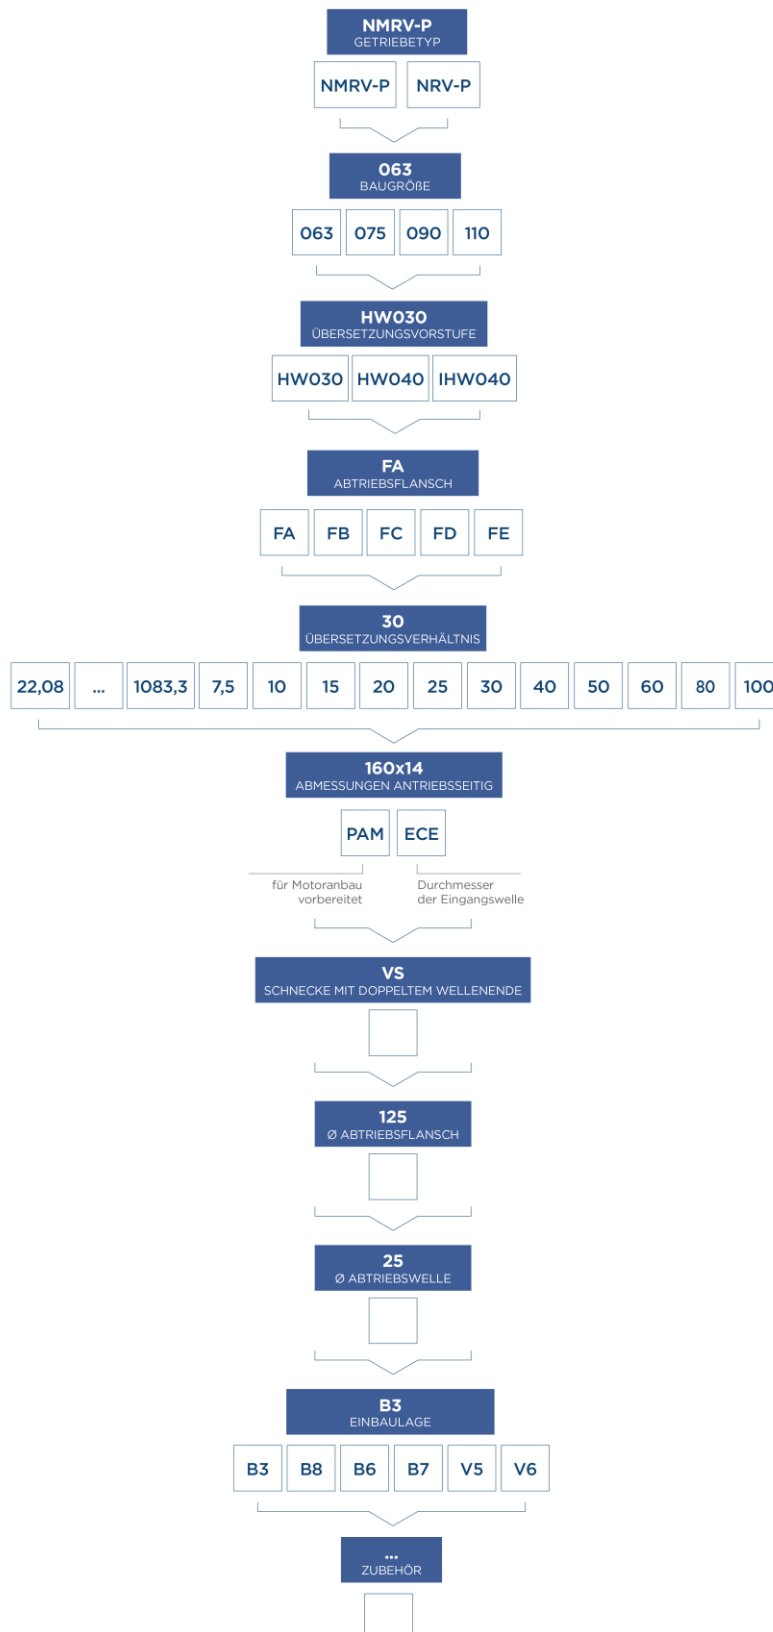 NMRV-P
GETRIEBETYP
NMRV-P NRV-P
063
BAUGRÖßE
063 075 090 110
HW030
ÜBERSETZUNGSVORSTUFE
HW030 HW040 IHW040
FA
ABTRIEBSFLANSCH
FA FB FC FD FE
30
ÜBERSETZUNGSVERHÄLTNIS
22,08 ... 1083,3 7,5 10 15 20 25 30 40 50 60 80 100
160x14
ABMESSUNGEN ANTRIEBSSEITIG
PAM ECE
für Motoranbau
vorbereitet
Durchmesser
der Eingangswelle
VS
SCHNECKE MIT DOPPELTEM WELLENENDE
125
Ø ABTRIEBSFLANSCH
25
Ø ABTRIEBSWELLE
B3
EINBAULAGE
B3 B8 B6 B7 V5 V6
...
ZUBEHÖR